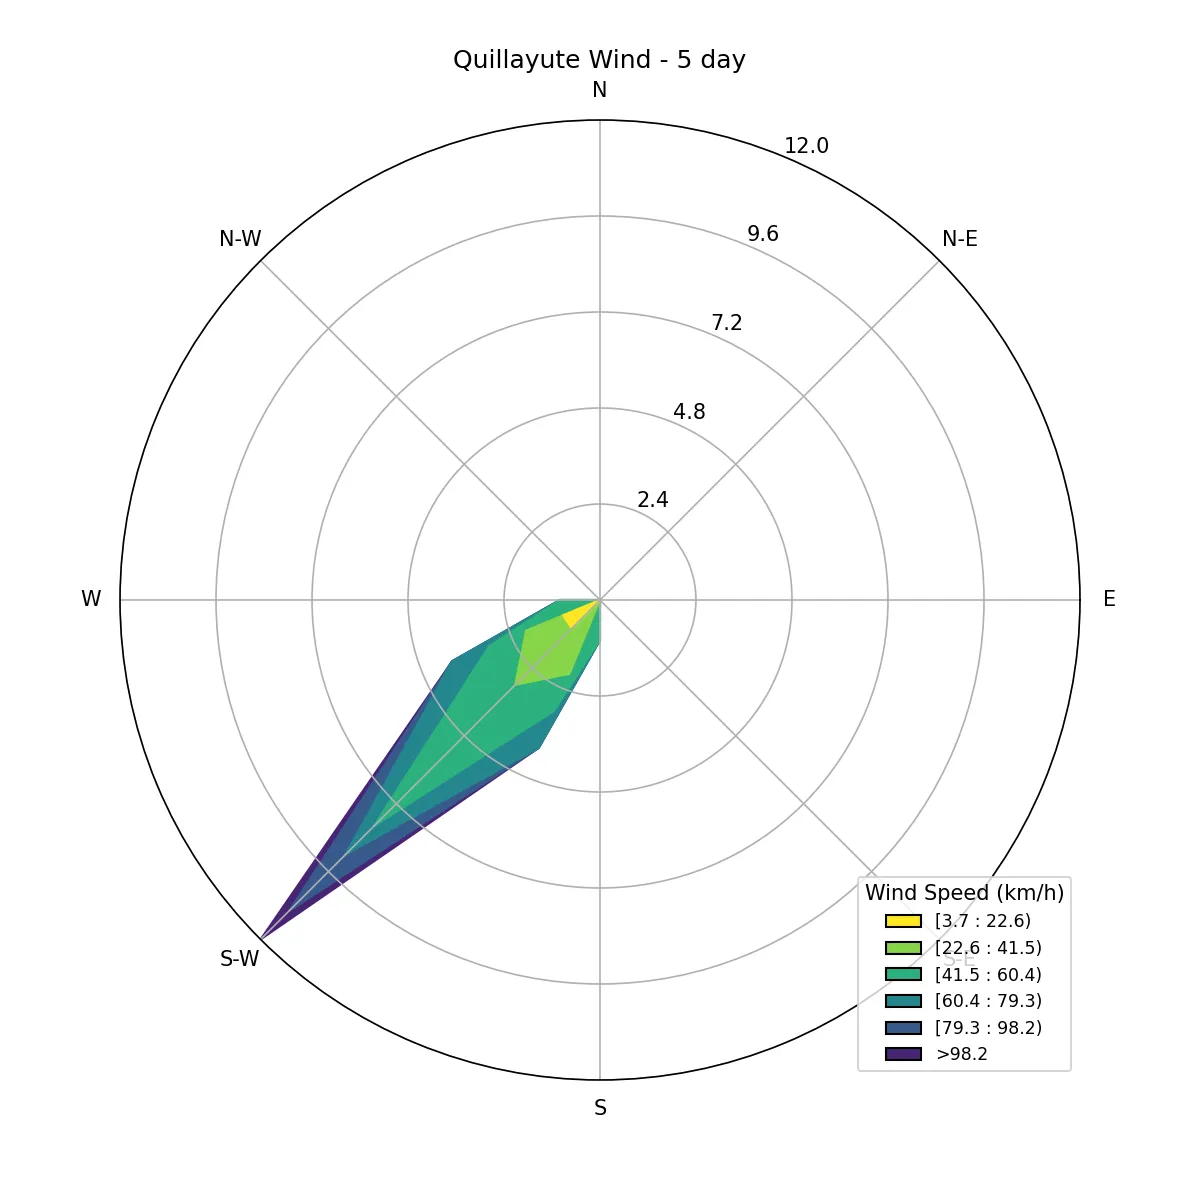 Quillayute Wind - 5 day
N
12.0
9.6
N-W
N-E
7.2
4.8
2.4
W
E
Wind Speed (km/h)
[3.7 : 22.6)
[22.6 : 41.5)
S-W
S-E
[41.5 : 60.4)
[60.4 : 79.3)
[79.3 : 98.2)
>98.2
S